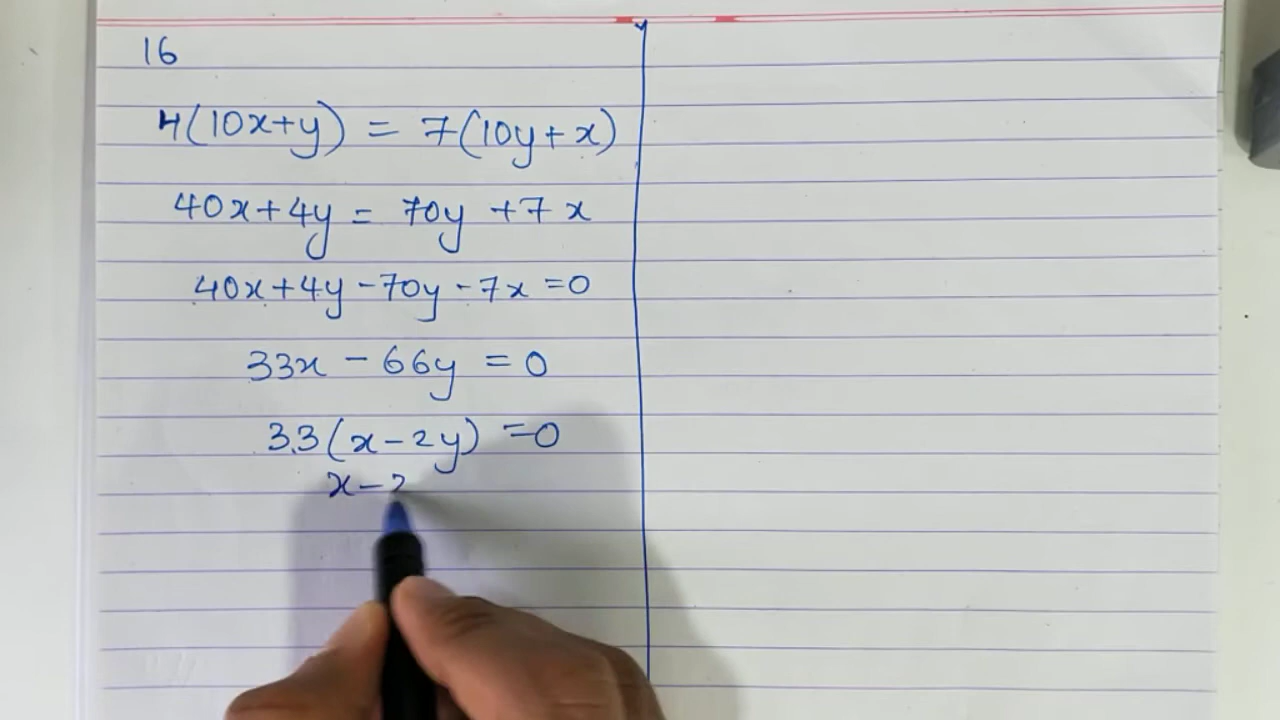 16
4(10x+y) = 7(10y+x)
40x+4y = 70y +7x
40x+4y-70y-7x=0
33x - 66y = 0
33(x-2y) =0
x-2